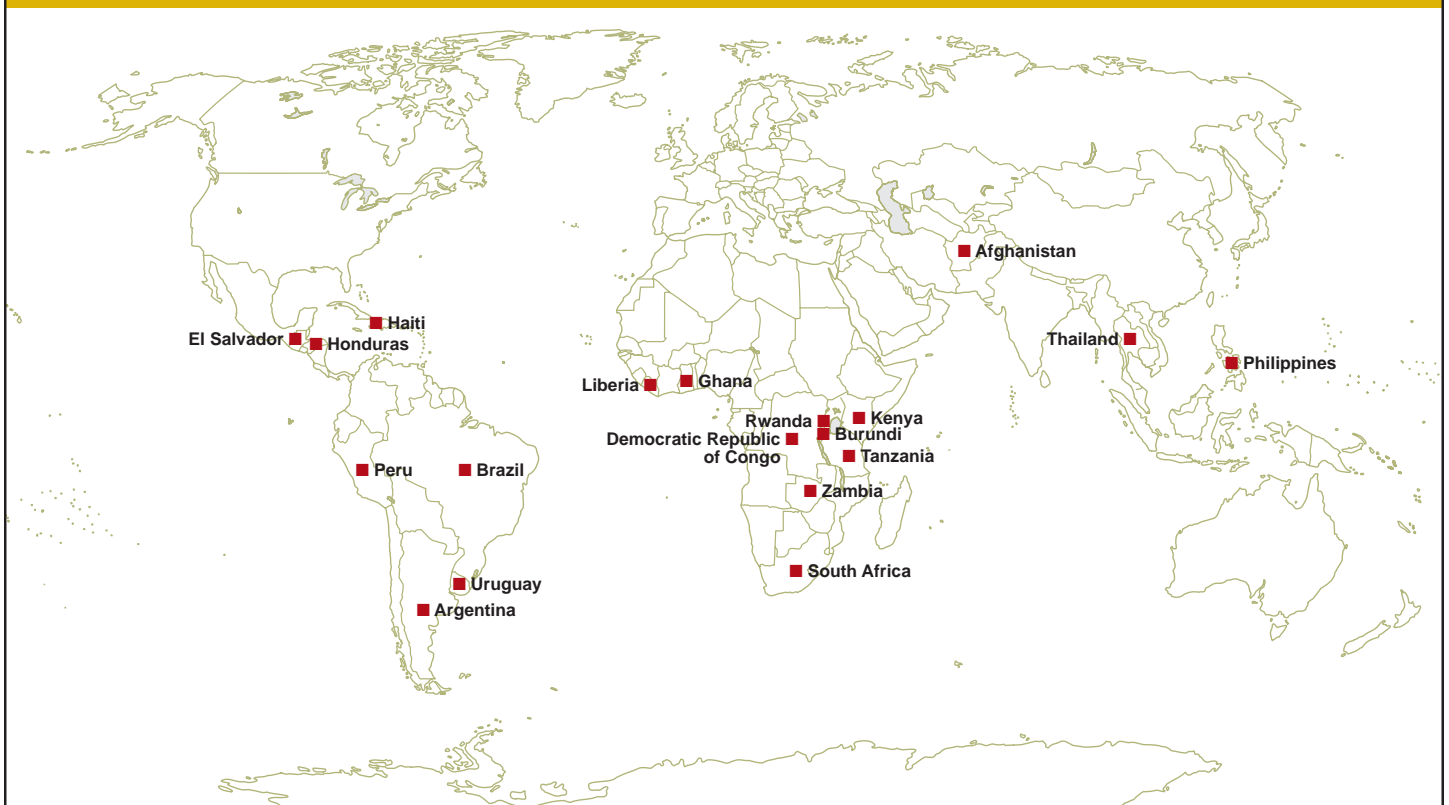 Afghanistan
Haiti
El Salvador
Honduras
Thailand
Philippines
Liberia
Ghana
Rwanda
Kenya
Burundi
Democratic Republic
of Congo
Tanzania
Peru
Brazil
Zambia
South Africa
Uruguay
Argentina